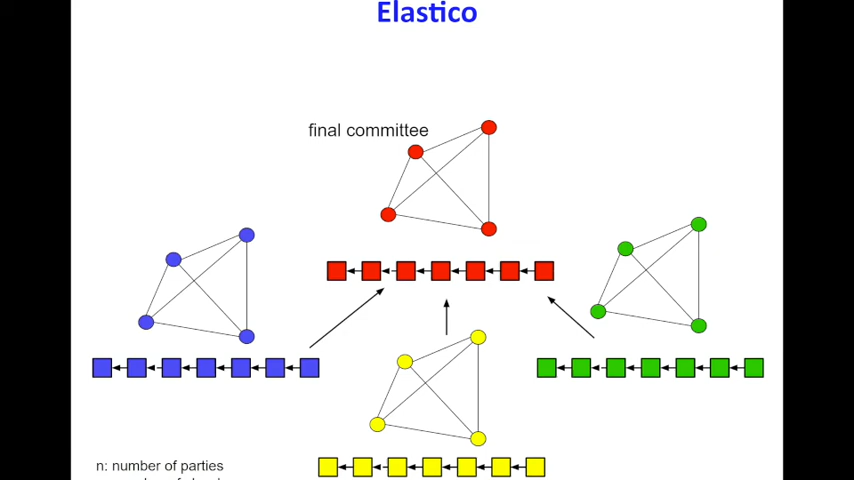 Elastico
final committee
n: number of parties